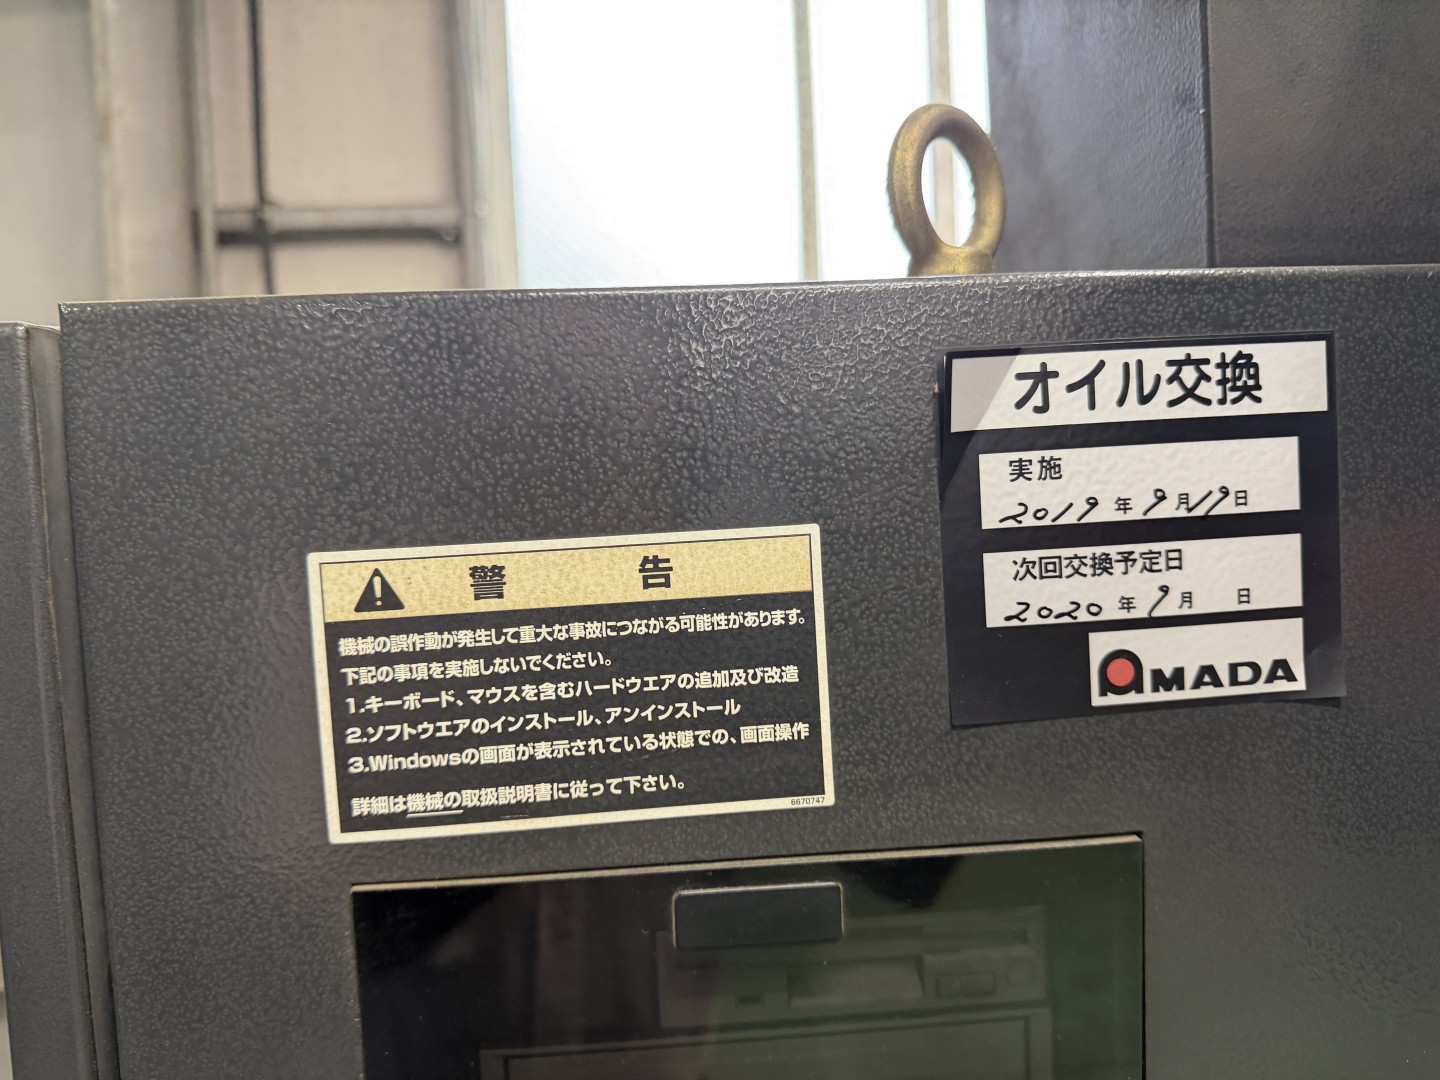 オイル交換
実施
2019年9月19日
次回交換予定日
2020年9月 日
AMADA
警告
機械の誤作動が発生して重大な事故につながる可能性があります。
下記の事項を実施しないでください。
1.キーボード、マウスを含むハードウエアの追加及び改造
2.ソフトウエアのインストール、アンインストール
3.Windowsの画面が表示されている状態での、画面操作
詳細は機械の取扱説明書に従って下さい。
6670747